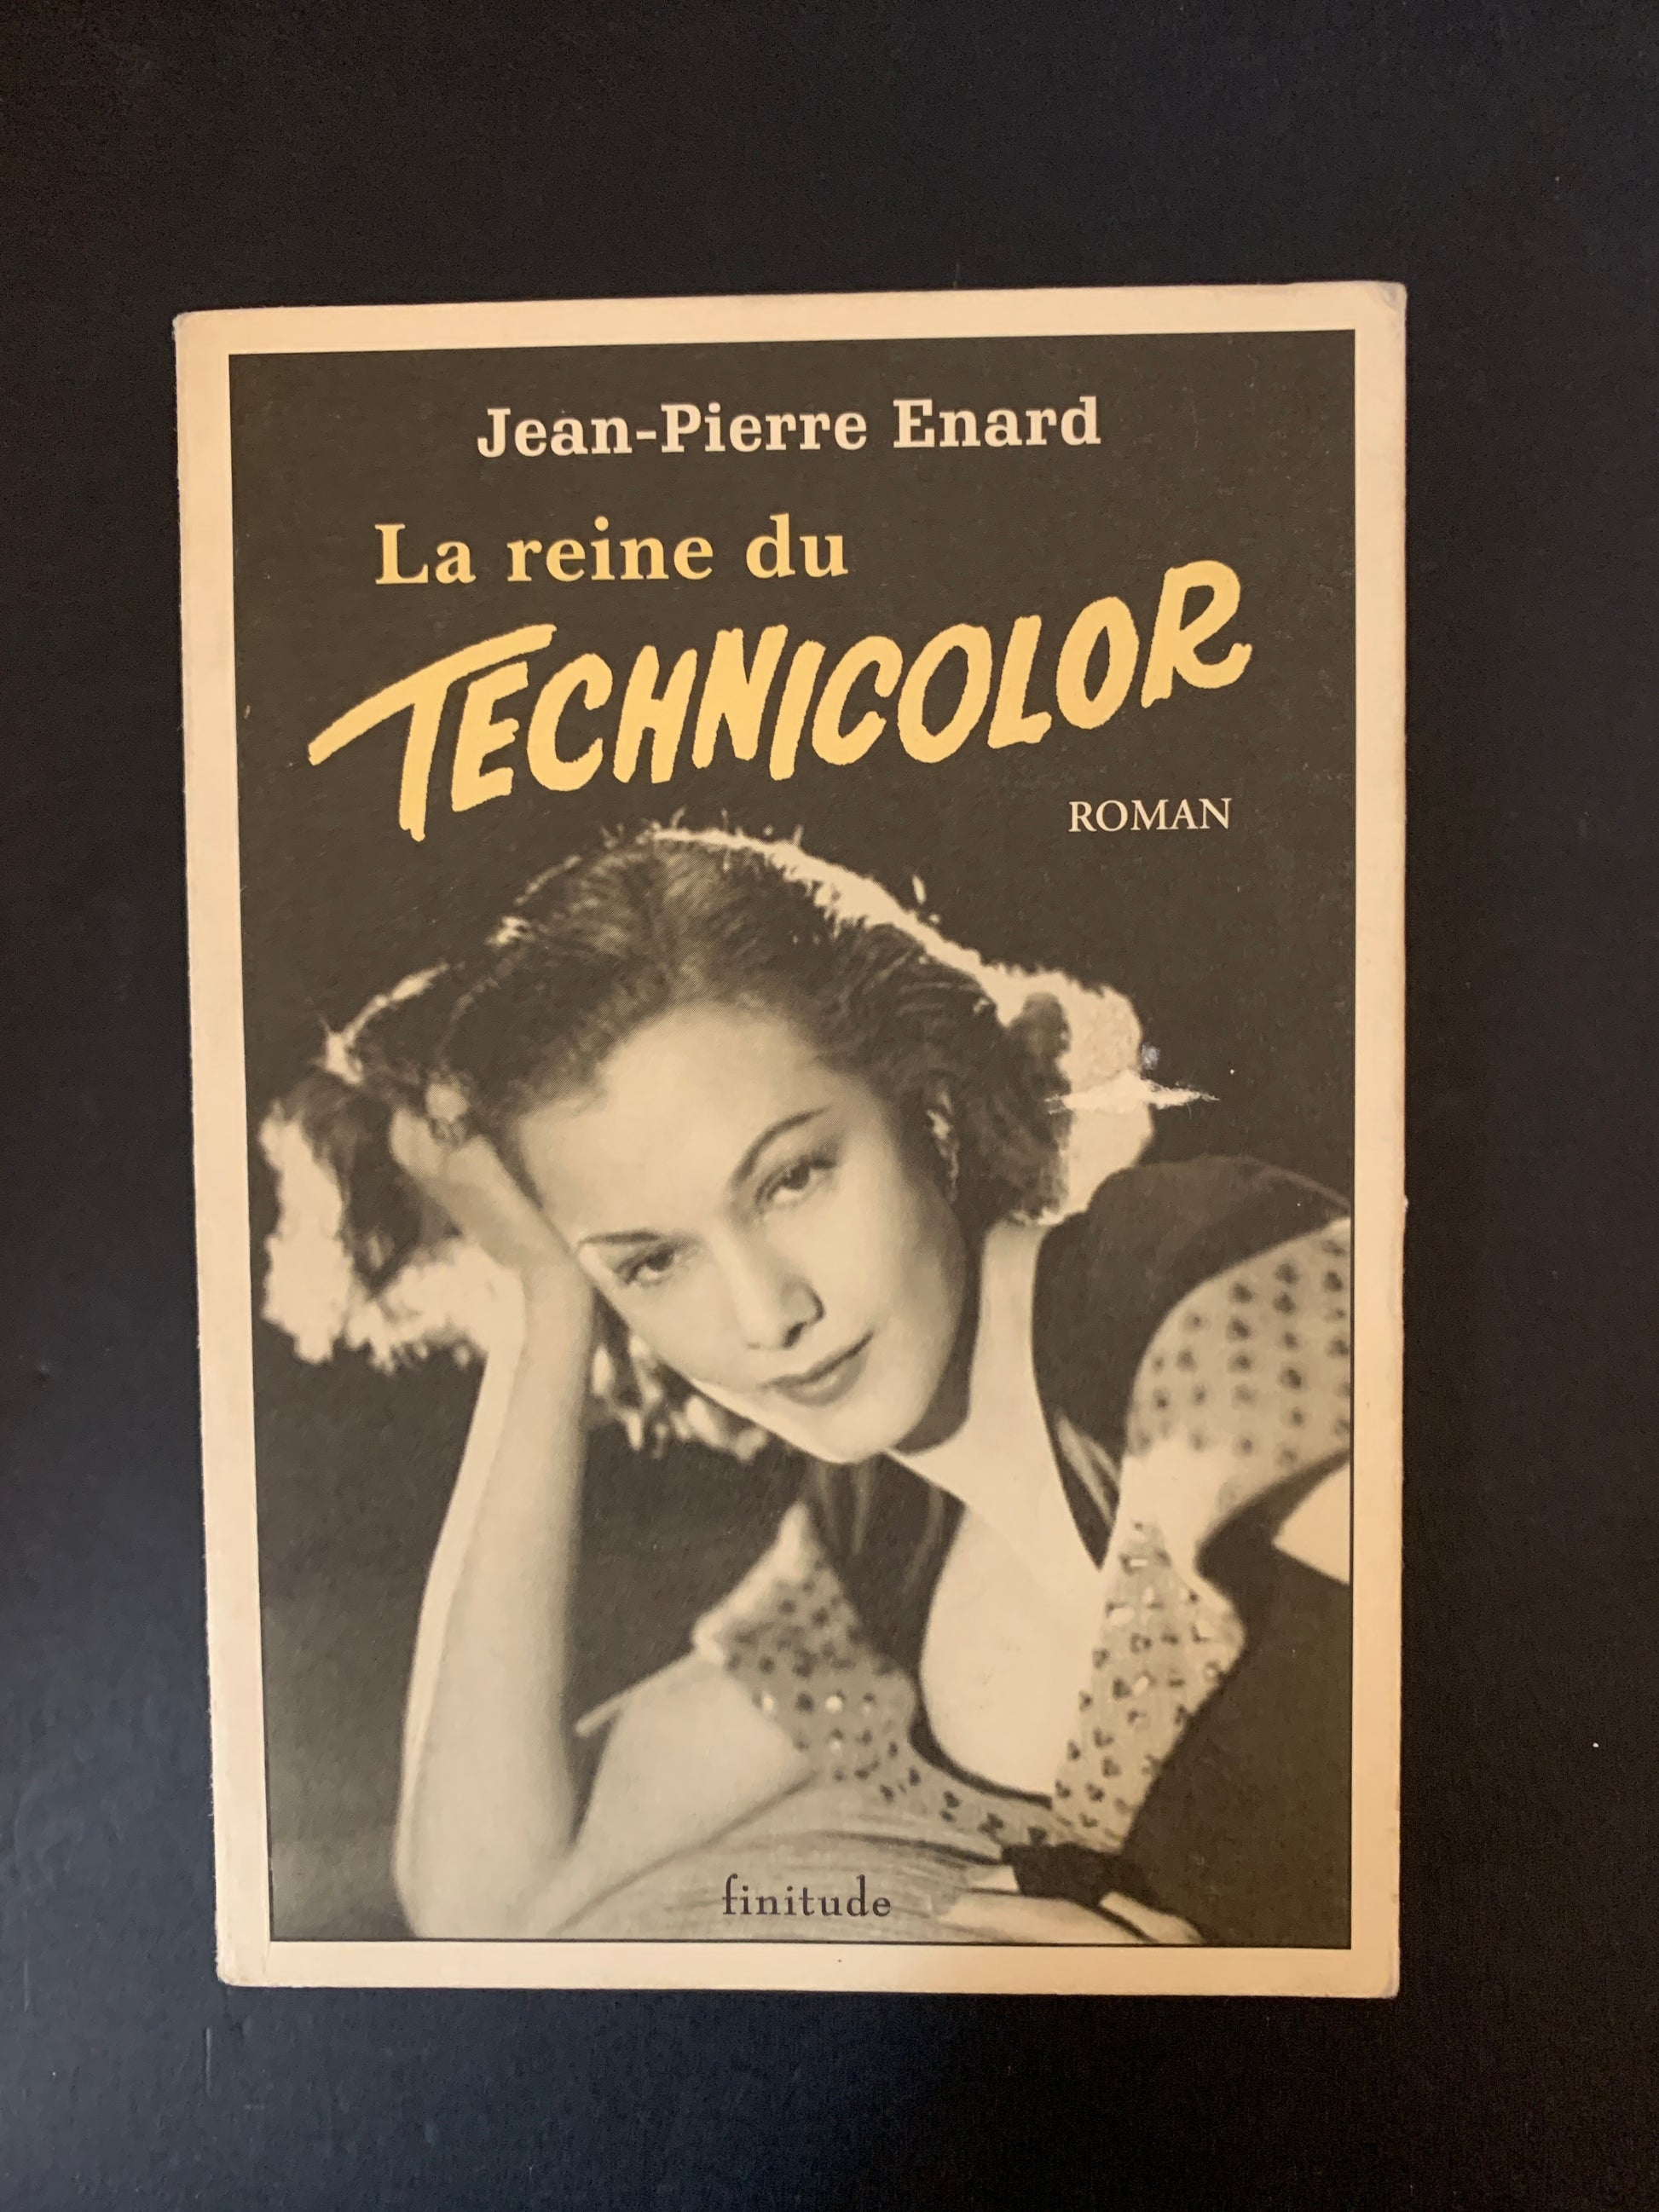 Jean-Pierre Enard
La reine du
TECHNICOLOR
ROMAN
finitude